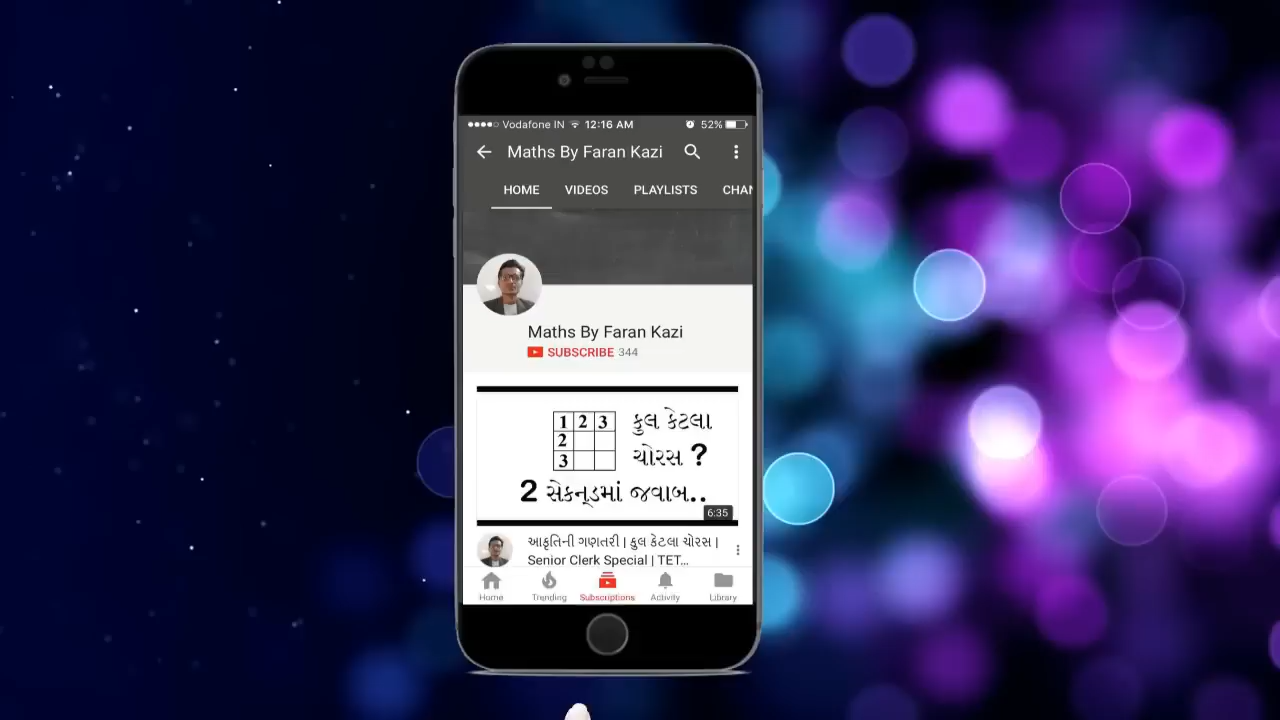 Vodafone IN 12:16 AM 52%
Maths By Faran Kazi
HOME VIDEOS PLAYLISTS CHAN
Maths By Faran Kazi
SUBSCRIBE 344
1 2 3
2
3
કુલ કેટલા
ચોરસ ?
2 સેકન્ડમાં જવાબ..
6:35
આકૃતિની ગણતરી | કુલ કેટલા ચોરસ |
Senior Clerk Special | TET...
Home Trending Subscriptions Activity Library